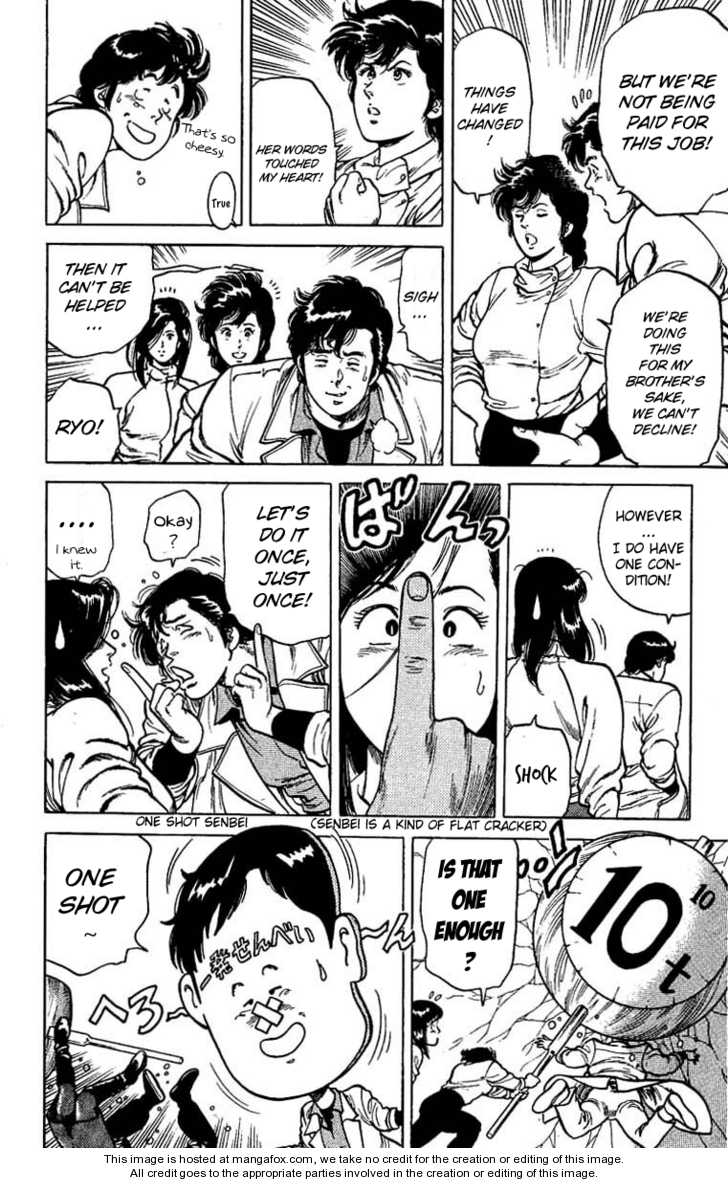 BUT WE'RE
NOT BEING
PAID FOR
THIS JOB!
THINGS
HAVE
CHANGED
!
WE'RE
DOING
THIS
FOR MY
BROTHER'S
SAKE,
WE CAN'T
DECLINE!
HER WORDS
TOUCHED
MY HEART!
That's so
cheesy
True
SIGH
...
THEN IT
CAN'T BE
HELPED
...
RYO!
HOWEVER
...
I DO HAVE
ONE CON-
DITION!
SHOCK
ばんっ
LET'S
DO IT
ONCE,
JUST
ONCE!
Okay
?
....
I knew
it.
ONE SHOT SENBEI
(SENBEI IS A KIND OF FLAT CRACKER)
10
10
t
IS THAT
ONE
ENOUGH
?
ONE
SHOT
~
一発せんべい
へろ
~ん
This image is hosted at mangafox.com, we take no credit for the creation or editing of this image.
All credit goes to the appropriate parties involved in the creation or editing of this image.